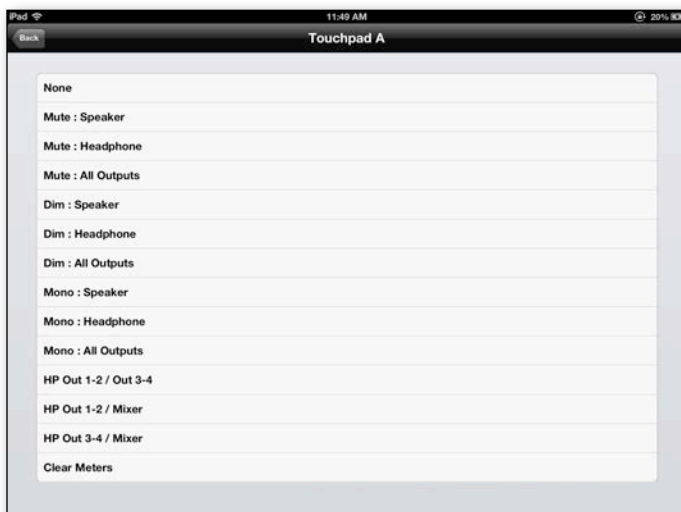 iPad 11:49 AM 20%
Back Touchpad A
None
Mute : Speaker
Mute : Headphone
Mute : All Outputs
Dim : Speaker
Dim : Headphone
Dim : All Outputs
Mono : Speaker
Mono : Headphone
Mono : All Outputs
HP Out 1-2 / Out 3-4
HP Out 1-2 / Mixer
HP Out 3-4 / Mixer
Clear Meters